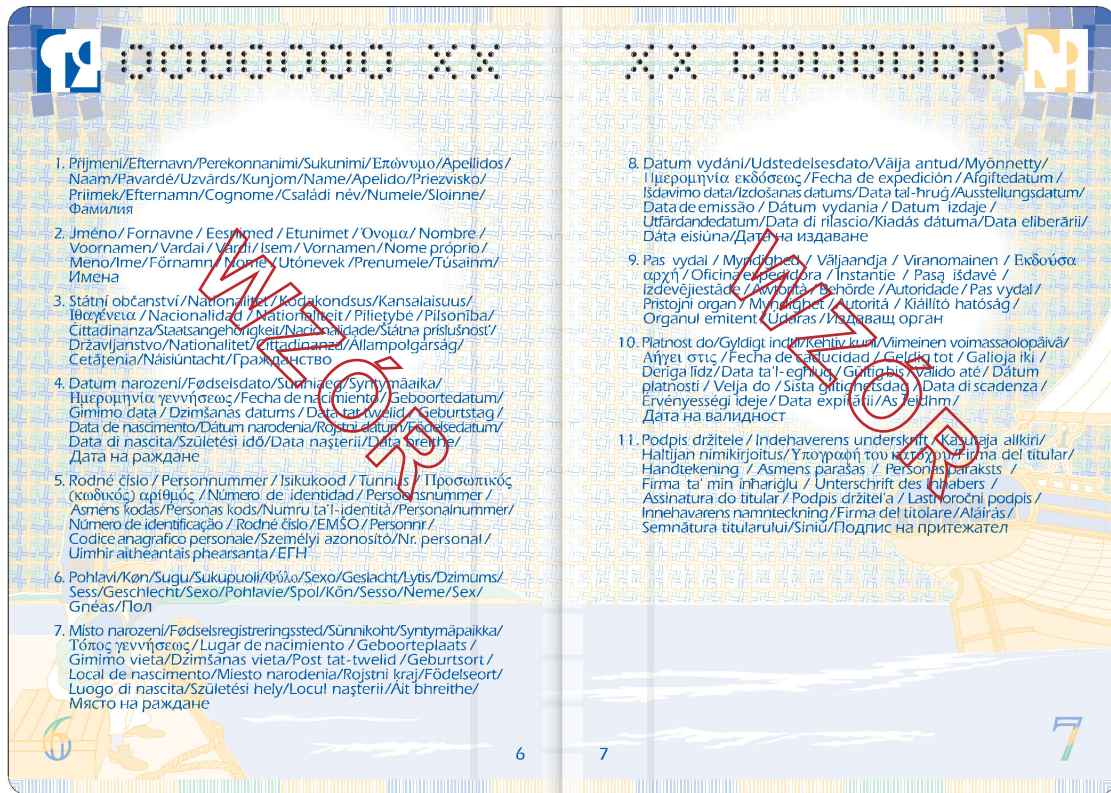 0000000 XX
1. Příjmení/Efternavn/Perekonnanimi/Sukunimi/Επώνυμο/Apellidos/
Naam/Pavardė/Uzvārds/Kunjom/Name/Apelido/Priezvisko/
Priimek/Efternamn/Cognome/Családi név/Numele/Sloinne/
Фамилия
2. Jméno/ Fornavne / Eesnimed / Etunimet / Όνομα/ Nombre /
Voornamen/ Vardai / Vārdi / Isem / Vornamen/ Nome próprio /
Meno/Ime/Förnamn/ Nome / Utónevek /Prenumele/Túsainm/
Имена
3. Státní občanství /Nationalitet / Kodakondsus/Kansalaisuus/
Ιθαγένεια / Nacionalidad / Nationaliteit / Pilietybė / Pilsonība/
Ċittadinanza/Staatsangehörigkeit/Nacionalidade/Štátna príslušnosť/
Državljanstvo/Nationalitet/Cittadinanza/Állampolgarság/
Cetăţenia/Náisiúntacht/Гражданство
4. Datum narození/Fødselsdato/Sünniaeg/Syntymäaika/
Ημερομηνία γεννήσεως /Fecha de nacimiento / Geboortedatum/
Gimimo data / Dzimšanas datums / Data tat-twelid / Geburtstag /
Data de nascimento/Dátum narodenia/Rojstni datum/Födelsedatum/
Data di nascita/Születési idő/Data naşterii/Data breithe/
Дата на раждане
5. Rodné číslo / Personnummer / Isikukood / Tunnus / Προσωπικός
(κωδικός) αριθμός / Número de identidad / Persoonsnummer /
Asmens kodas/Personas kods/Numru ta'l-identità/Personalnummer/
Número de identificação / Rodné číslo /EMŠO / Personnr /
Codice anagrafico personale/Személyi azonosító/Nr. personal /
Uimhir aitheantais phearsanta / ЕГН
6. Pohlaví/Køn/Sugu/Sukupuoli/Φύλο/Sexo/Geslacht/Lytis/Dzimums/
Sess/Geschlecht/Sexo/Pohlavie/Spol/Kön/Sesso/Neme/Sex/
Gnéas/Пол
7. Místo narození/Fødselsregistreringssted/Sünnikoht/Syntymäpaikka/
Τόπος γεννήσεως / Lugar de nacimiento / Geboorteplaats /
Gimimo vieta/Dzimšanas vieta/Post tat-twelid /Geburtsort /
Local de nascimento/Miesto narodenia/Rojstni kraj/Födelseort/
Luogo di nascita/Születési hely/Locul naşterii/Áit bhreithe/
Място на раждане
WZÓR
6
6
XX 0000000
8. Datum vydání/Udstedelsesdato/Välja antud/Myönnetty/
Ημερομηνία εκδόσεως /Fecha de expedición / Afgiftedatum /
Išdavimo data/Izdošanas datums/Data tal-ħruġ/Ausstellungsdatum/
Data de emissão / Dátum vydania / Datum izdaje /
Utfärdandedatum/Data di rilascio/Kiadás dátuma/Data eliberării/
Dáta eisiúna/Дата на издаване
9. Pas vydal / Myndighed / Väljaandja / Viranomainen / Εκδούσα
αρχή / Oficina expedidora / Instantie / Pasą išdavė /
Izdevējiestāde / Awtorità / Behörde / Autoridade / Pas vydal /
Pristojni organ / Myndighet / Autoritá / Kiállító hatóság /
Organul emitent / Údarás / Издаващ орган
10. Platnost do/Gyldigt indtil/Kehtiv kuni/Viimeinen voimassaolopäivä/
Λήγει στις / Fecha de caducidad / Geldig tot / Galioja iki /
Derīga līdz/Data ta'l-egħluq / Gültig bis / Válido até / Dátum
platnosti / Velja do / Sista giltighetsdag / Data di scadenza /
Érvényességi ideje / Data expirării/As feidhm /
Дата на валидност
11. Podpis držitele / Indehaverens underskrift /Kasutaja allkiri/
Haltijan nimikirjoitus/Υπογραφή του κατόχου/Firma del titular/
Handtekening / Asmens parašas / Personas paraksts /
Firma ta' min inħariġlu / Unterschrift des Inhabers /
Assinatura do titular / Podpis držiteľa / Lastnoročni podpis /
Innehavarens namnteckning / Firma del titolare / Aláírás /
Semnătura titularului/Síniú/Подпис на притежател
WZÓR
7
7